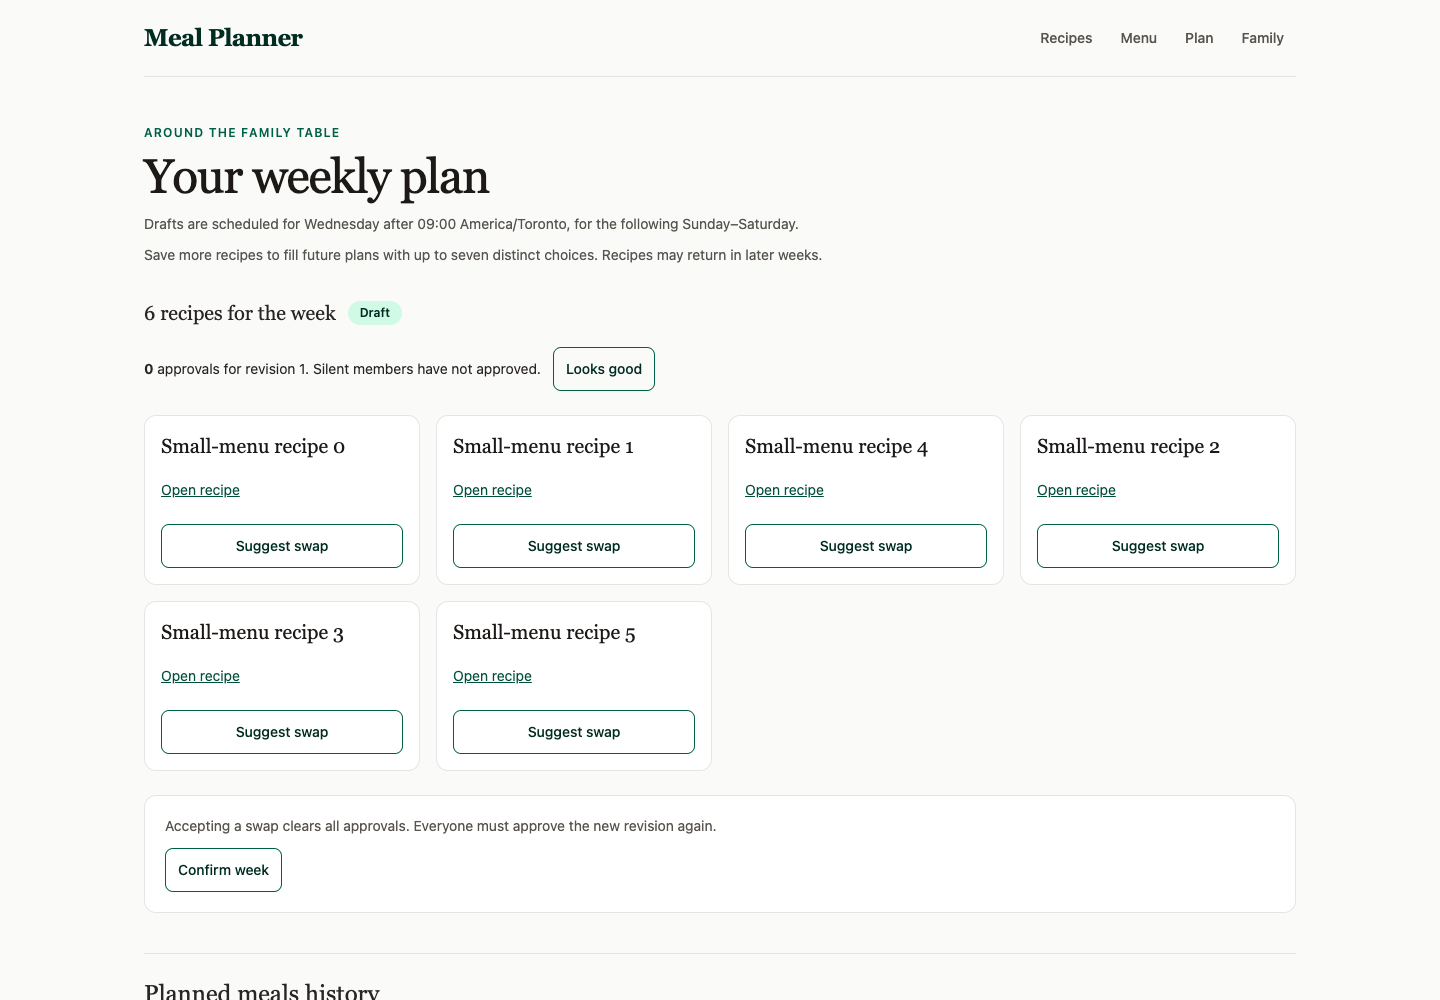 Meal Planner
Recipes
Menu
Plan
Family
AROUND THE FAMILY TABLE
Your weekly plan
Drafts are scheduled for Wednesday after 09:00 America/Toronto, for the following Sunday–Saturday.
Save more recipes to fill future plans with up to seven distinct choices. Recipes may return in later weeks.
6 recipes for the week
Draft
0 approvals for revision 1. Silent members have not approved.
Looks good
Small-menu recipe 0
Open recipe
Suggest swap
Small-menu recipe 1
Open recipe
Suggest swap
Small-menu recipe 4
Open recipe
Suggest swap
Small-menu recipe 2
Open recipe
Suggest swap
Small-menu recipe 3
Open recipe
Suggest swap
Small-menu recipe 5
Open recipe
Suggest swap
Accepting a swap clears all approvals. Everyone must approve the new revision again.
Confirm week
Planned meals history